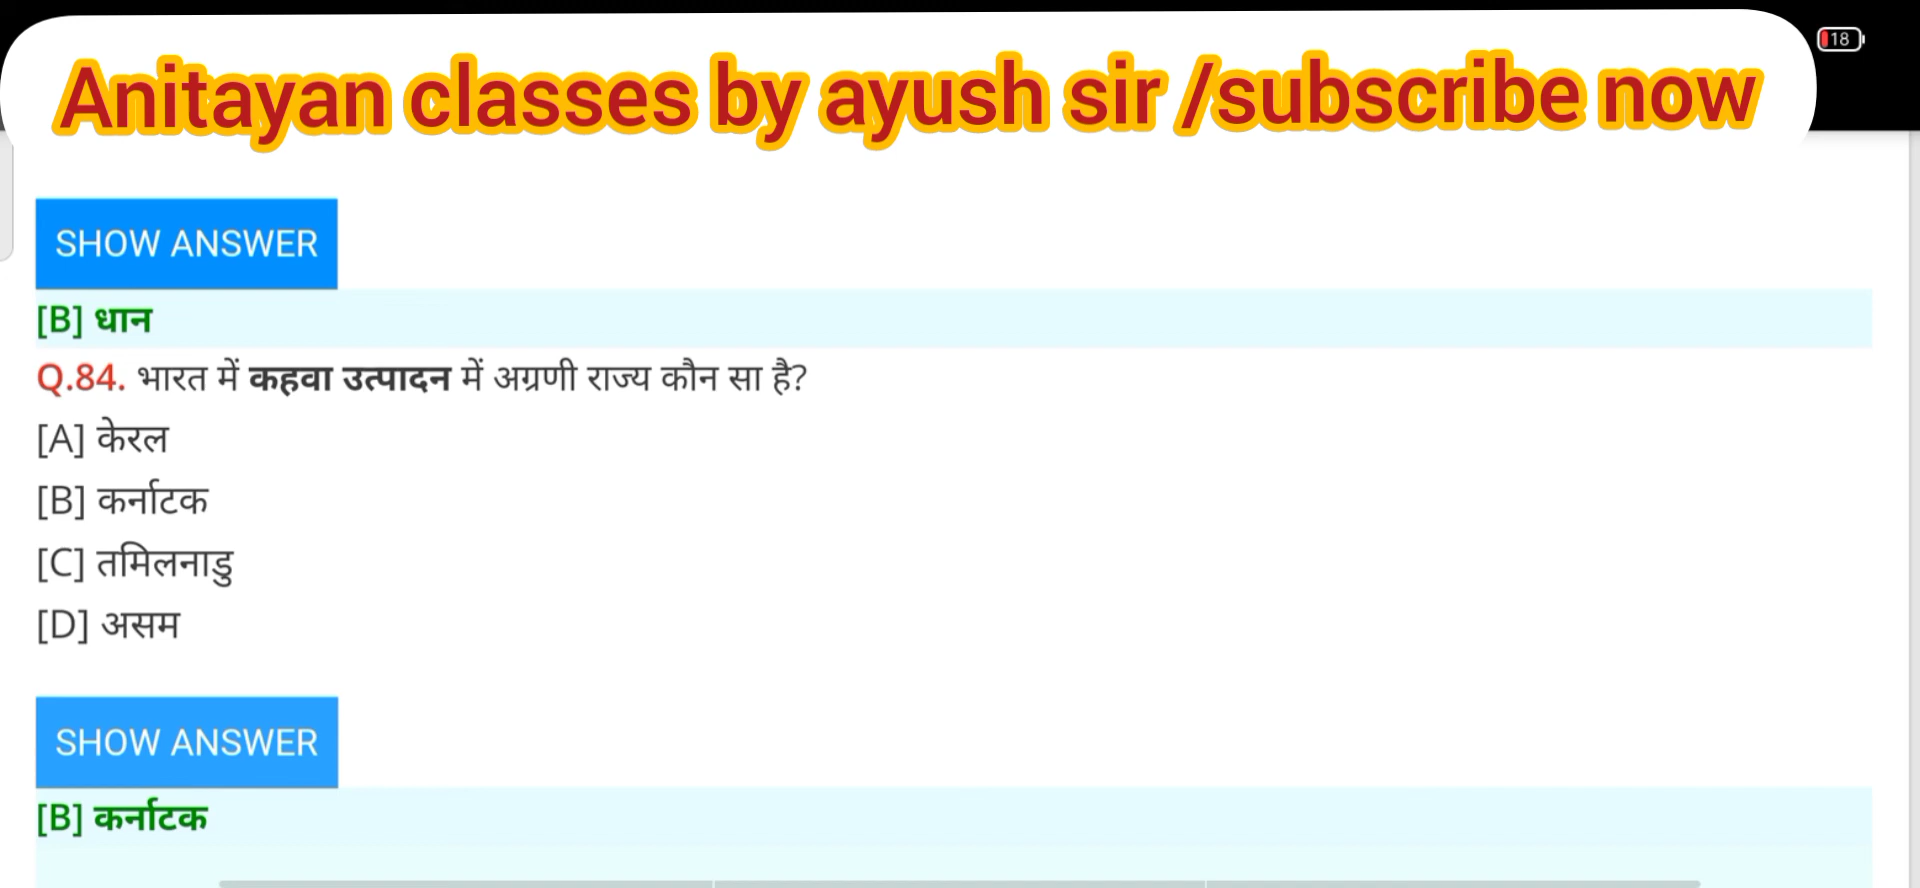 Anitayan classes by ayush sir /subscribe now
18
SHOW ANSWER
[B] धान
Q.84. भारत में कहवा उत्पादन में अग्रणी राज्य कौन सा है?
[A] केरल
[B] कर्नाटक
[C] तमिलनाडु
[D] असम
SHOW ANSWER
[B] कर्नाटक